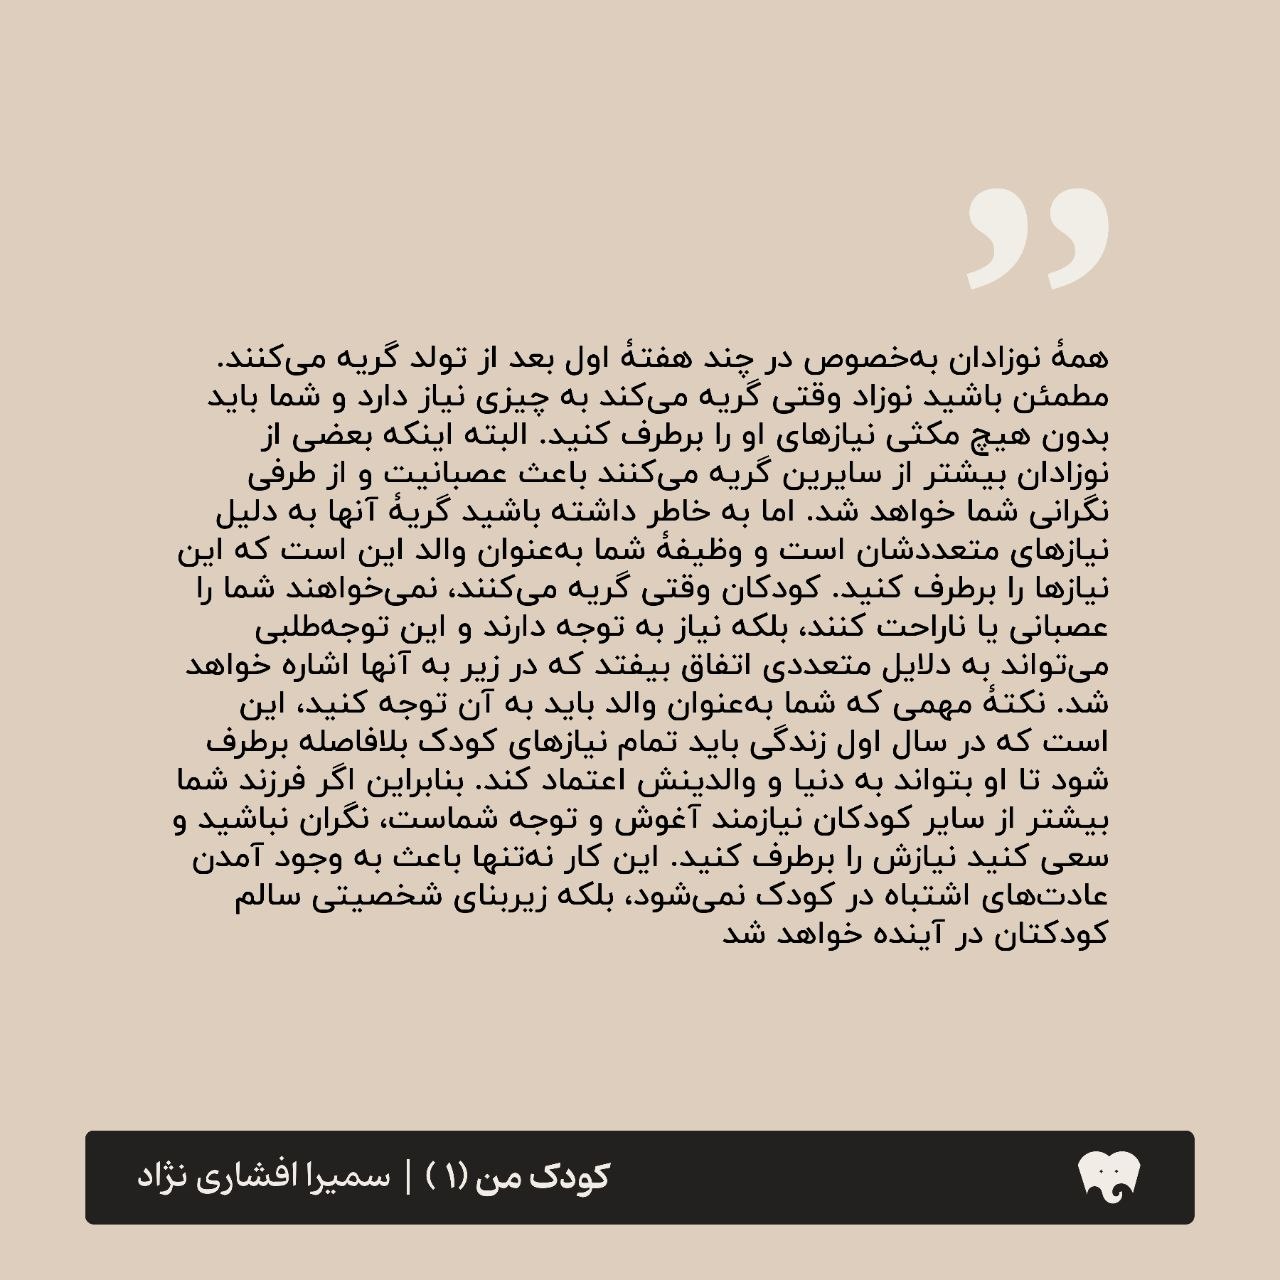 همهٔ نوزادان به‌خصوص در چند هفتهٔ اول بعد از تولد گریه می‌کنند.
مطمئن باشید نوزاد وقتی گریه می‌کند به چیزی نیاز دارد و شما باید
بدون هیچ مکثی نیازهای او را برطرف کنید. البته اینکه بعضی از
نوزادان بیشتر از سایرین گریه می‌کنند باعث عصبانیت و از طرفی
نگرانی شما خواهد شد. اما به خاطر داشته باشید گریهٔ آنها به دلیل
نیازهای متعددشان است و وظیفهٔ شما به‌عنوان والد این است که این
نیازها را برطرف کنید. کودکان وقتی گریه می‌کنند، نمی‌خواهند شما را
عصبانی یا ناراحت کنند، بلکه نیاز به توجه دارند و این توجه‌طلبی
می‌تواند به دلایل متعددی اتفاق بیفتد که در زیر به آنها اشاره خواهد
شد. نکتهٔ مهمی که شما به‌عنوان والد باید به آن توجه کنید، این
است که در سال اول زندگی باید تمام نیازهای کودک بلافاصله برطرف
شود تا او بتواند به دنیا و والدینش اعتماد کند. بنابراین اگر فرزند شما
بیشتر از سایر کودکان نیازمند آغوش و توجه شماست، نگران نباشید و
سعی کنید نیازش را برطرف کنید. این کار نه‌تنها باعث به وجود آمدن
عادت‌های اشتباه در کودک نمی‌شود، بلکه زیربنای شخصیتی سالم
کودکتان در آینده خواهد شد
کودک من (۱) | سمیرا افشاری نژاد